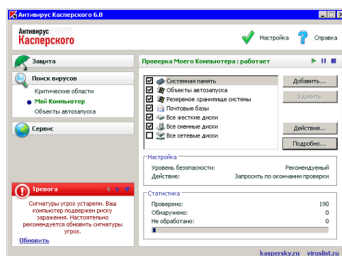 Антивирус Касперского 6.0
Антивирус
Касперского
Настройка
Справка
Защита
Поиск вирусов
Критические области
Мой Компьютер
Объекты автозапуска
Сервис
Тревога
Сигнатуры угроз устарели. Ваш
компьютер подвержен риску
заражения. Настоятельно
рекомендуется обновить сигнатуры
угроз.
Обновить
Проверка Моего Компьютера : работает
Системная память
Объекты автозапуска
Резервное хранилище системы
Почтовые базы
Все жесткие диски
Все сменные диски
Все сетевые диски
Добавить...
Удалить
Действия...
Подробно...
Настройка
Уровень безопасности: Рекомендуемый
Действие: Запросить по окончании проверки
Статистика
Проверено: 190
Обнаружено: 0
Не обработано: 0
kaspersky.ru viruslist.ru